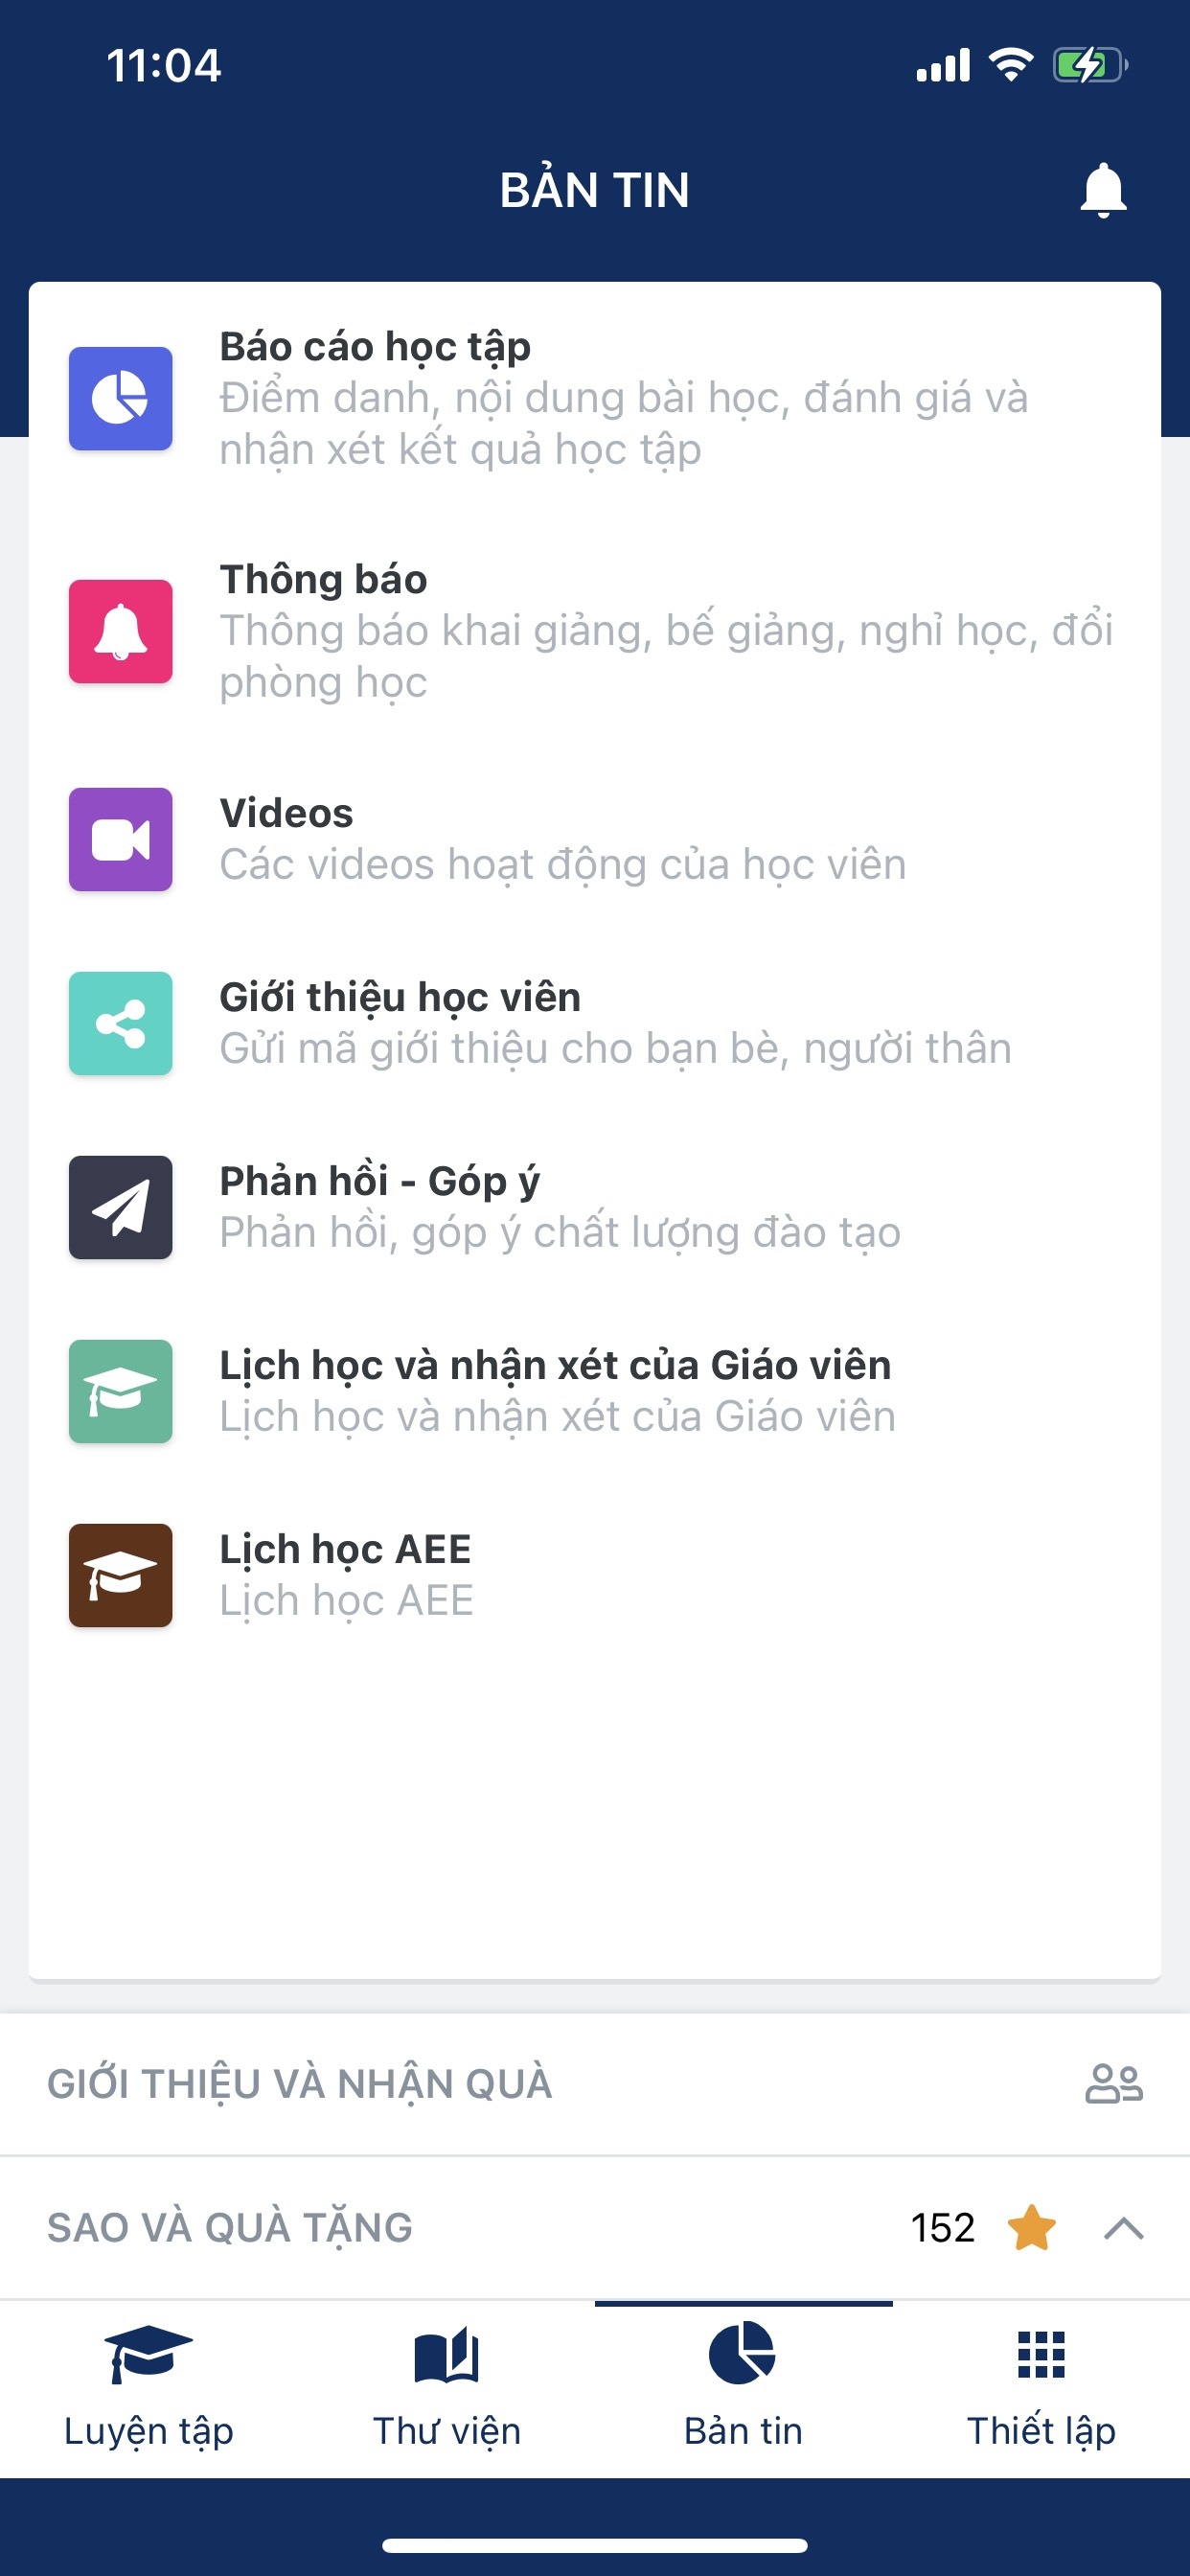 11:04
BẢN TIN
Báo cáo học tập
Điểm danh, nội dung bài học, đánh giá và
nhận xét kết quả học tập
Thông báo
Thông báo khai giảng, bế giảng, nghỉ học, đổi
phòng học
Videos
Các videos hoạt động của học viên
Giới thiệu học viên
Gửi mã giới thiệu cho bạn bè, người thân
Phản hồi - Góp ý
Phản hồi, góp ý chất lượng đào tạo
Lịch học và nhận xét của Giáo viên
Lịch học và nhận xét của Giáo viên
Lịch học AEE
Lịch học AEE
GIỚI THIỆU VÀ NHẬN QUÀ
SAO VÀ QUÀ TẶNG 152
Luyện tập Thư viện Bản tin Thiết lập